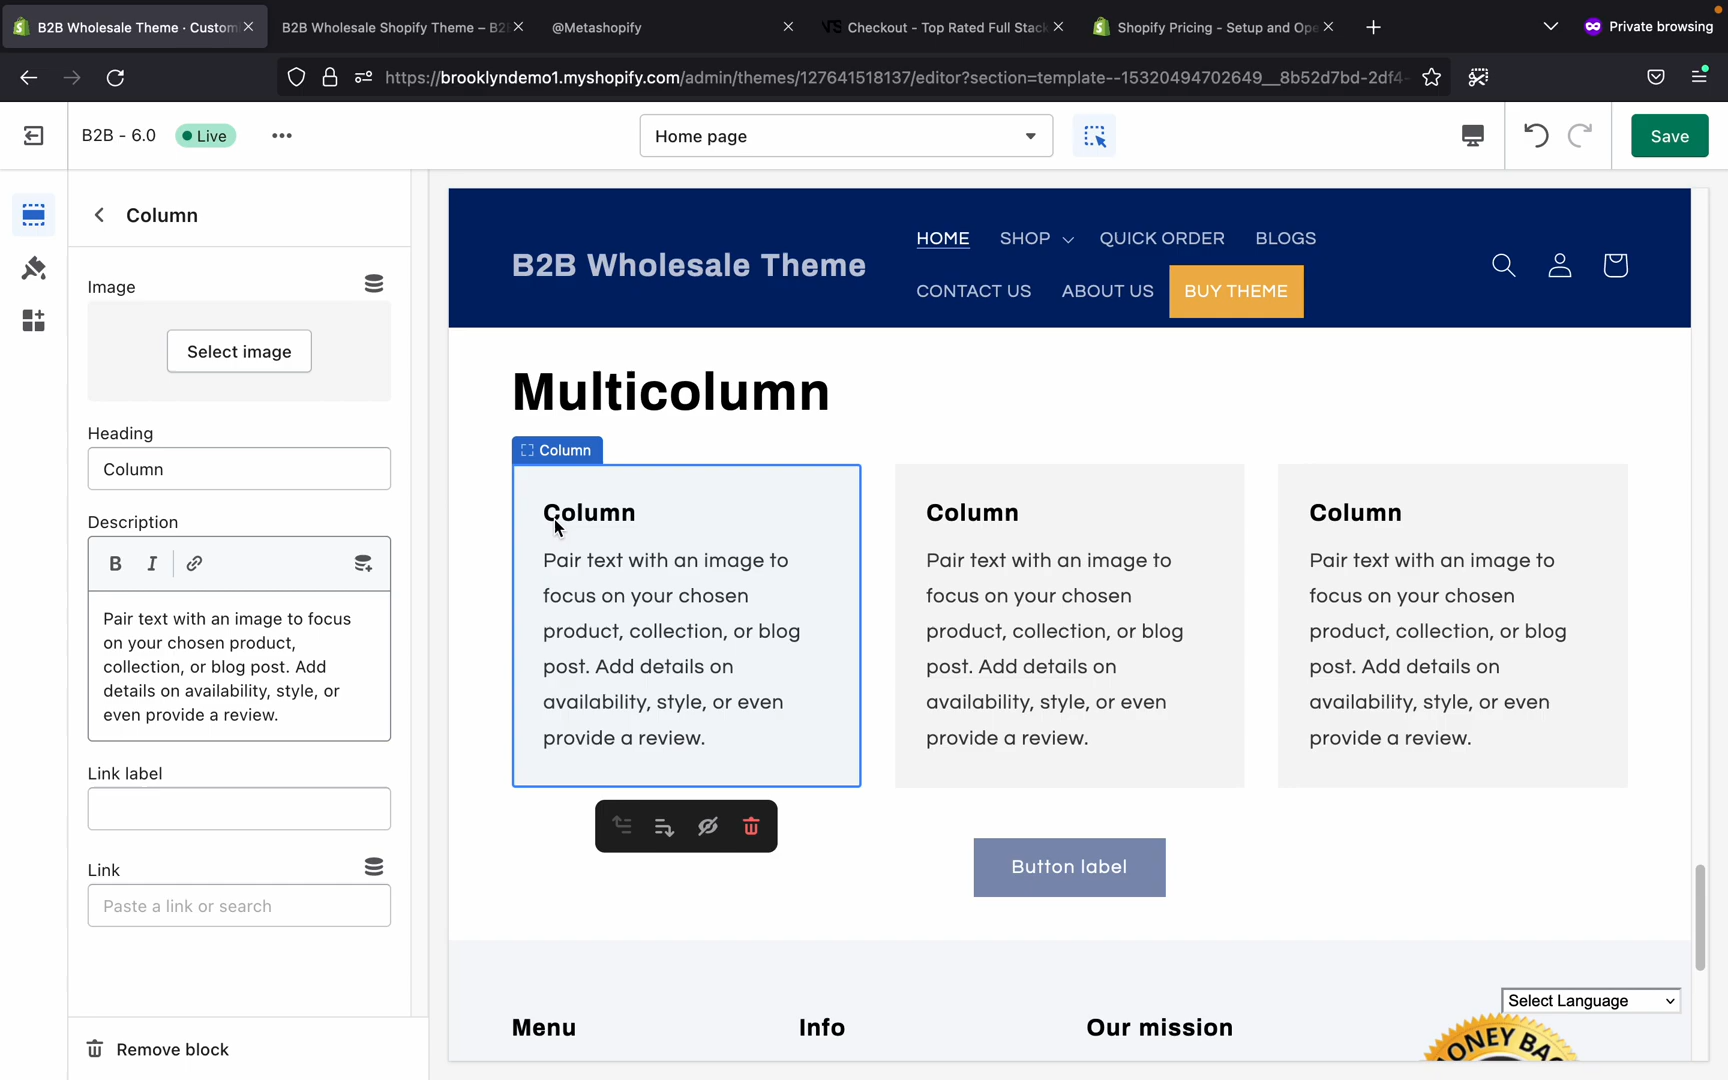 B2B Wholesale Theme · Custom
B2B Wholesale Shopify Theme – B2
@Metashopify
Checkout - Top Rated Full Stack
Shopify Pricing - Setup and Ope
Private browsing
https://brooklyndemo1.myshopify.com/admin/themes/127641518137/editor?section=template--15320494702649__8b52d7bd-2df4-
B2B - 6.0
Live
Home page
Save
Column
Image
Select image
Heading
Column
Description
B I
Pair text with an image to focus
on your chosen product,
collection, or blog post. Add
details on availability, style, or
even provide a review.
Link label
Link
Paste a link or search
Remove block
B2B Wholesale Theme
HOME SHOP QUICK ORDER BLOGS
CONTACT US ABOUT US BUY THEME
Multicolumn
Column
Column
Pair text with an image to
focus on your chosen
product, collection, or blog
post. Add details on
availability, style, or even
provide a review.
Column
Pair text with an image to
focus on your chosen
product, collection, or blog
post. Add details on
availability, style, or even
provide a review.
Column
Pair text with an image to
focus on your chosen
product, collection, or blog
post. Add details on
availability, style, or even
provide a review.
Button label
Select Language
Menu
Info
Our mission
MONEY BAC